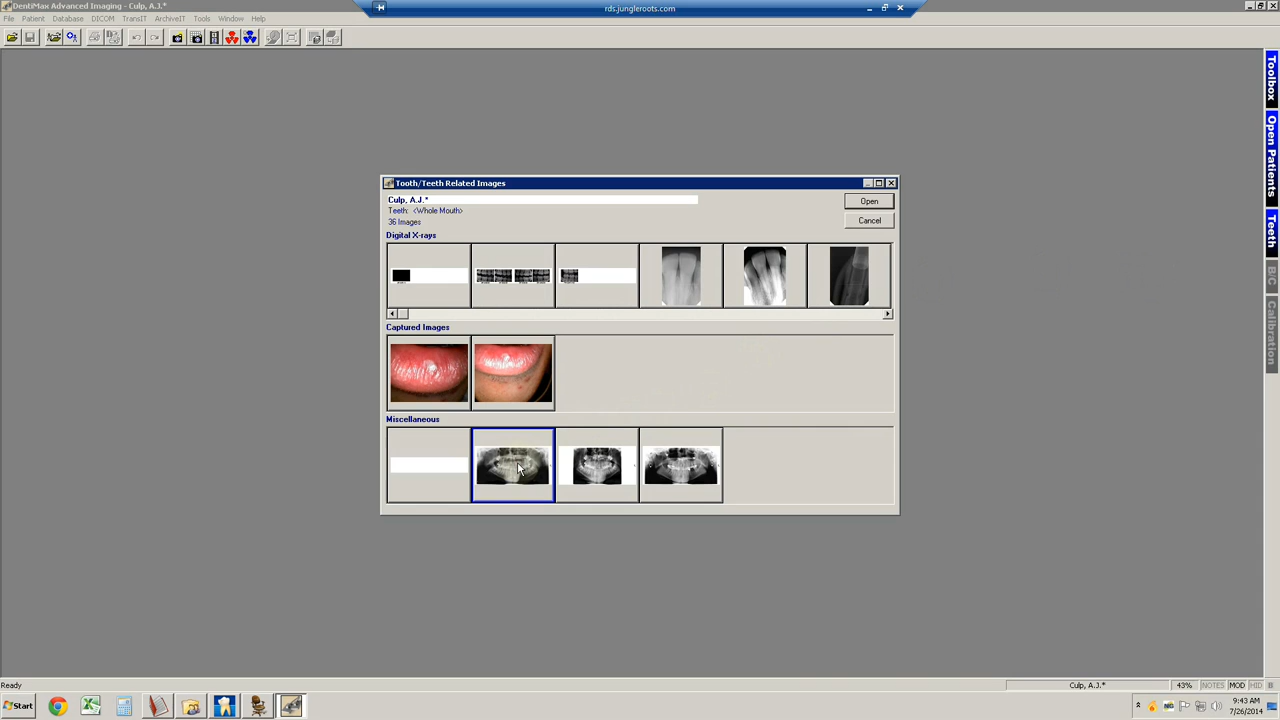 DentiMax Advanced Imaging - Culp, A.J.*
rds.jungleroots.com
File Patient Database DICOM TransIT ArchiveIT Tools Window Help
Toolbox
Open Patients
Teeth
BC
Calibration
Tooth/Teeth Related Images
Culp, A.J.*
Open
Teeth: <Whole Mouth>
36 Images
Cancel
Digital X-rays
Captured Images
Miscellaneous
Ready
Culp, A.J.* 43% NOTES MOD HID
Start
9:43 AM
7/26/2014